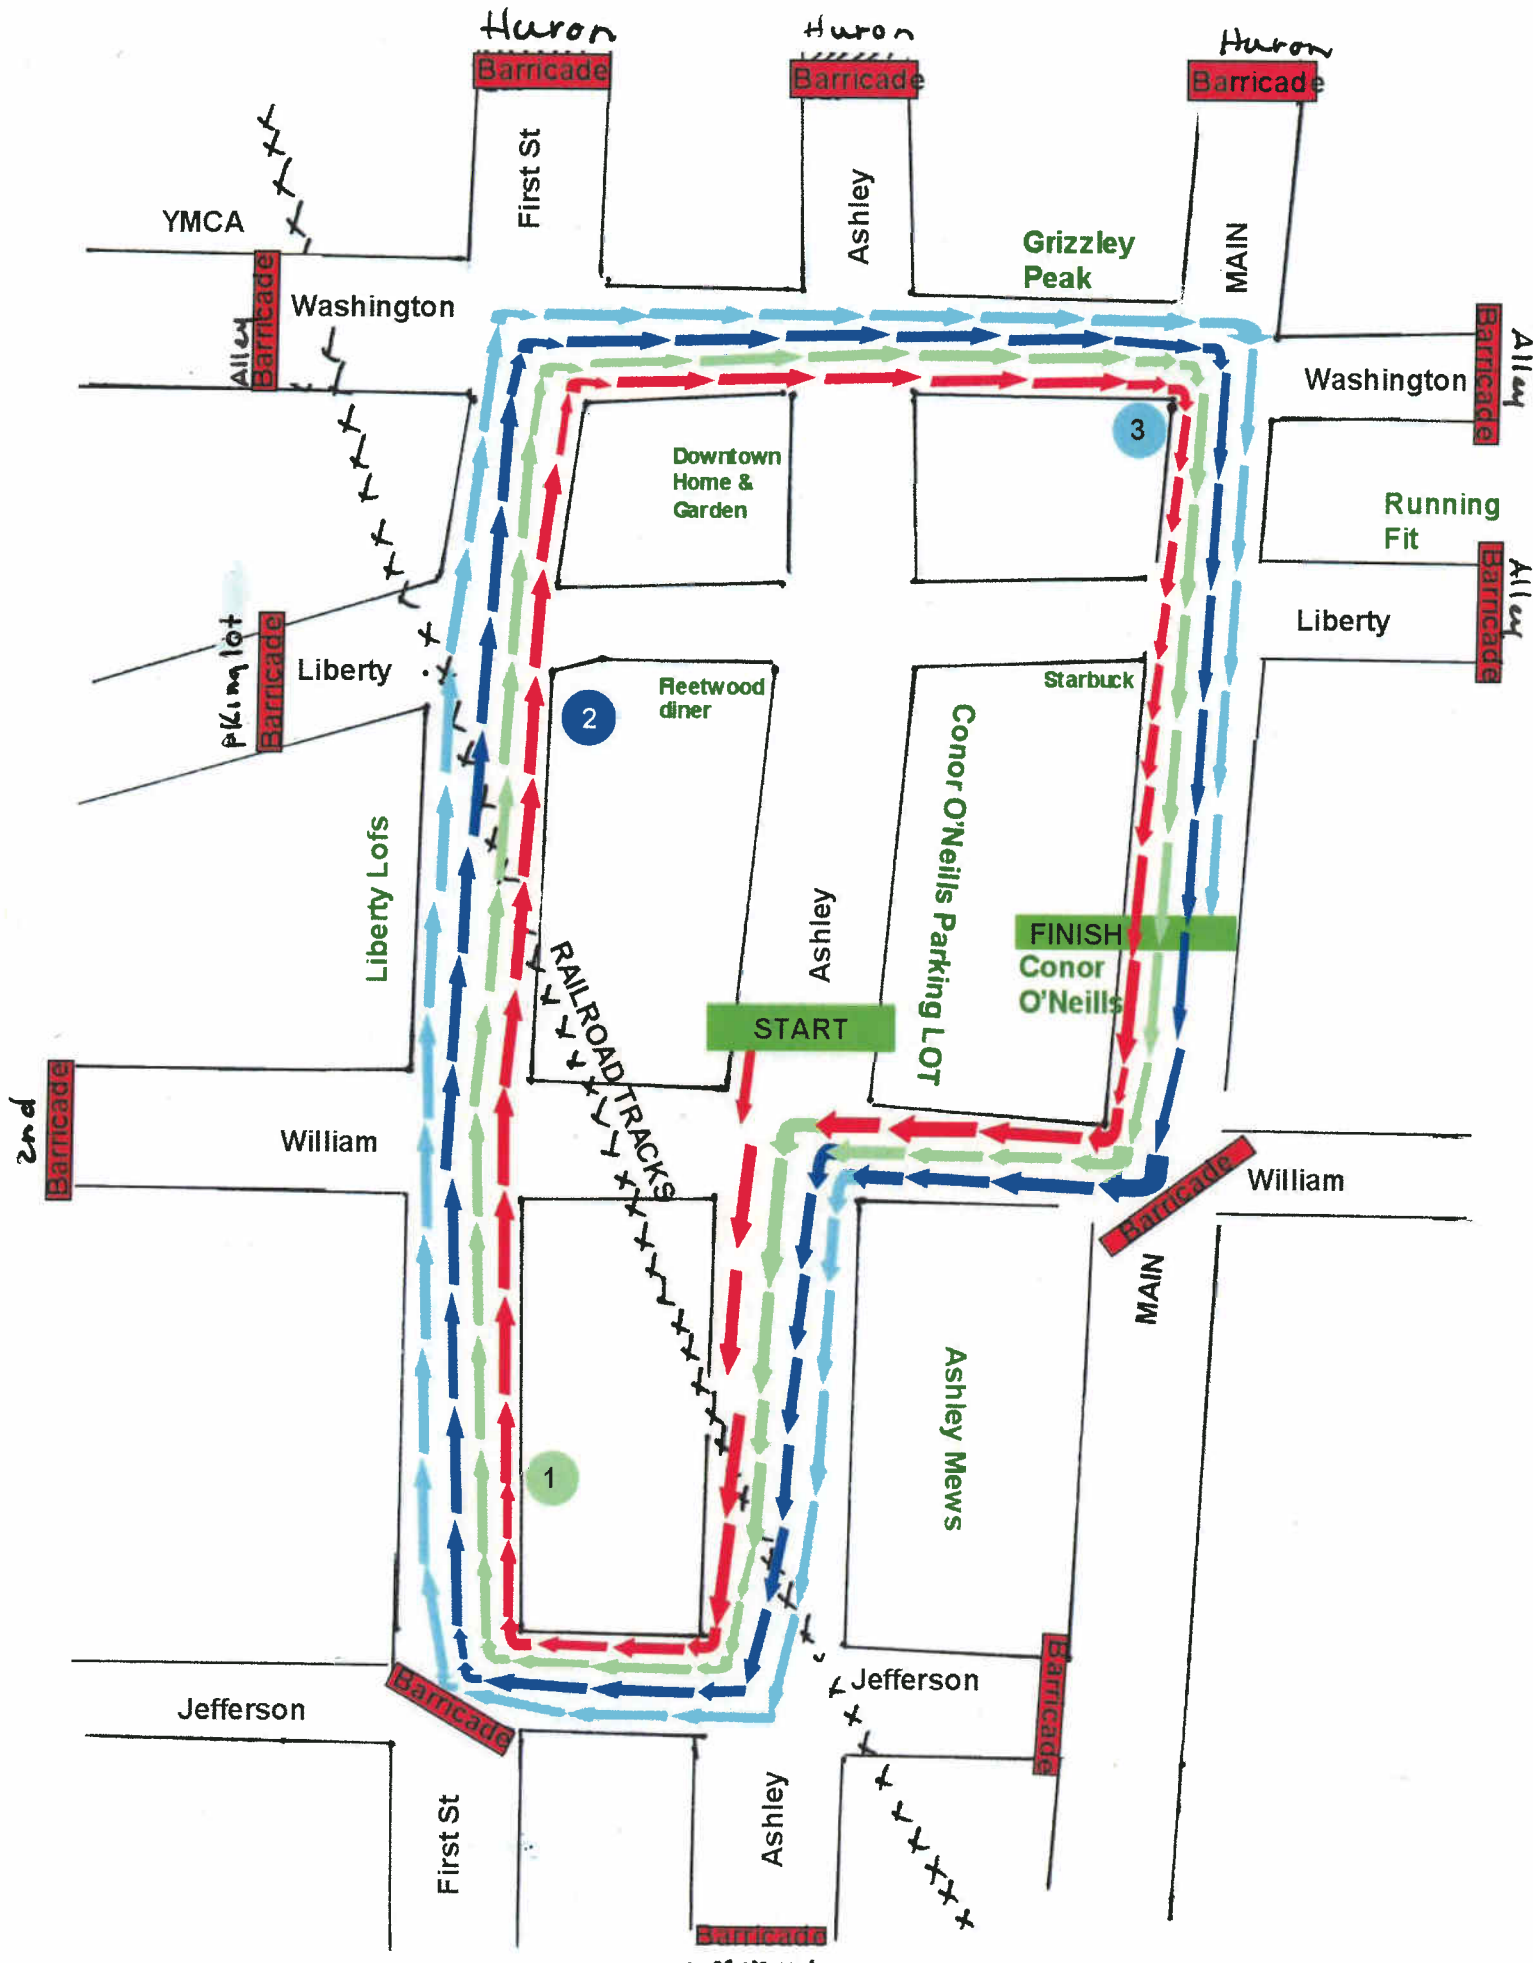 Huron
Huron
Huron
Barricade
Barricade
Barricade
First St
Ashley
MAIN
YMCA
Grizzley
Peak
Barricade
Alley
Washington
Barricade
Alley
Washington
3
Downtown
Home &
Garden
Running
Fit
Barricade
Alley
Liberty
pKing lot
Barricade
Liberty
Fleetwood
diner
Starbuck
2
Conor O'Neills Parking LOT
Liberty Lofs
Ashley
FINISH
Conor
O'Neills
RAILROAD TRACKS
START
2nd
Barricade
William
Barricade
William
MAIN
Ashley Mews
1
Barricade
Jefferson
Barricade
Jefferson
First St
Ashley
Barricade